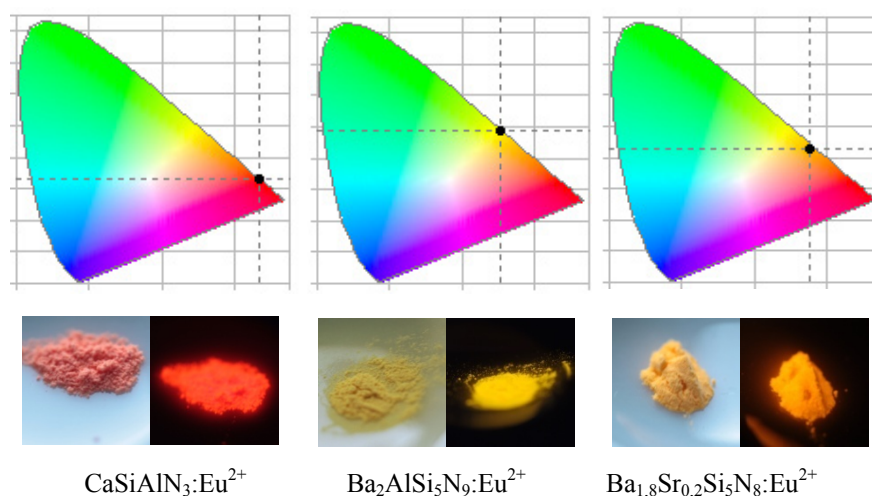 CaSiAlN₃:Eu²⁺ Ba₂AlSi₅N₉:Eu²⁺ Ba₁.₈Sr₀.₂Si₅N₈:Eu²⁺